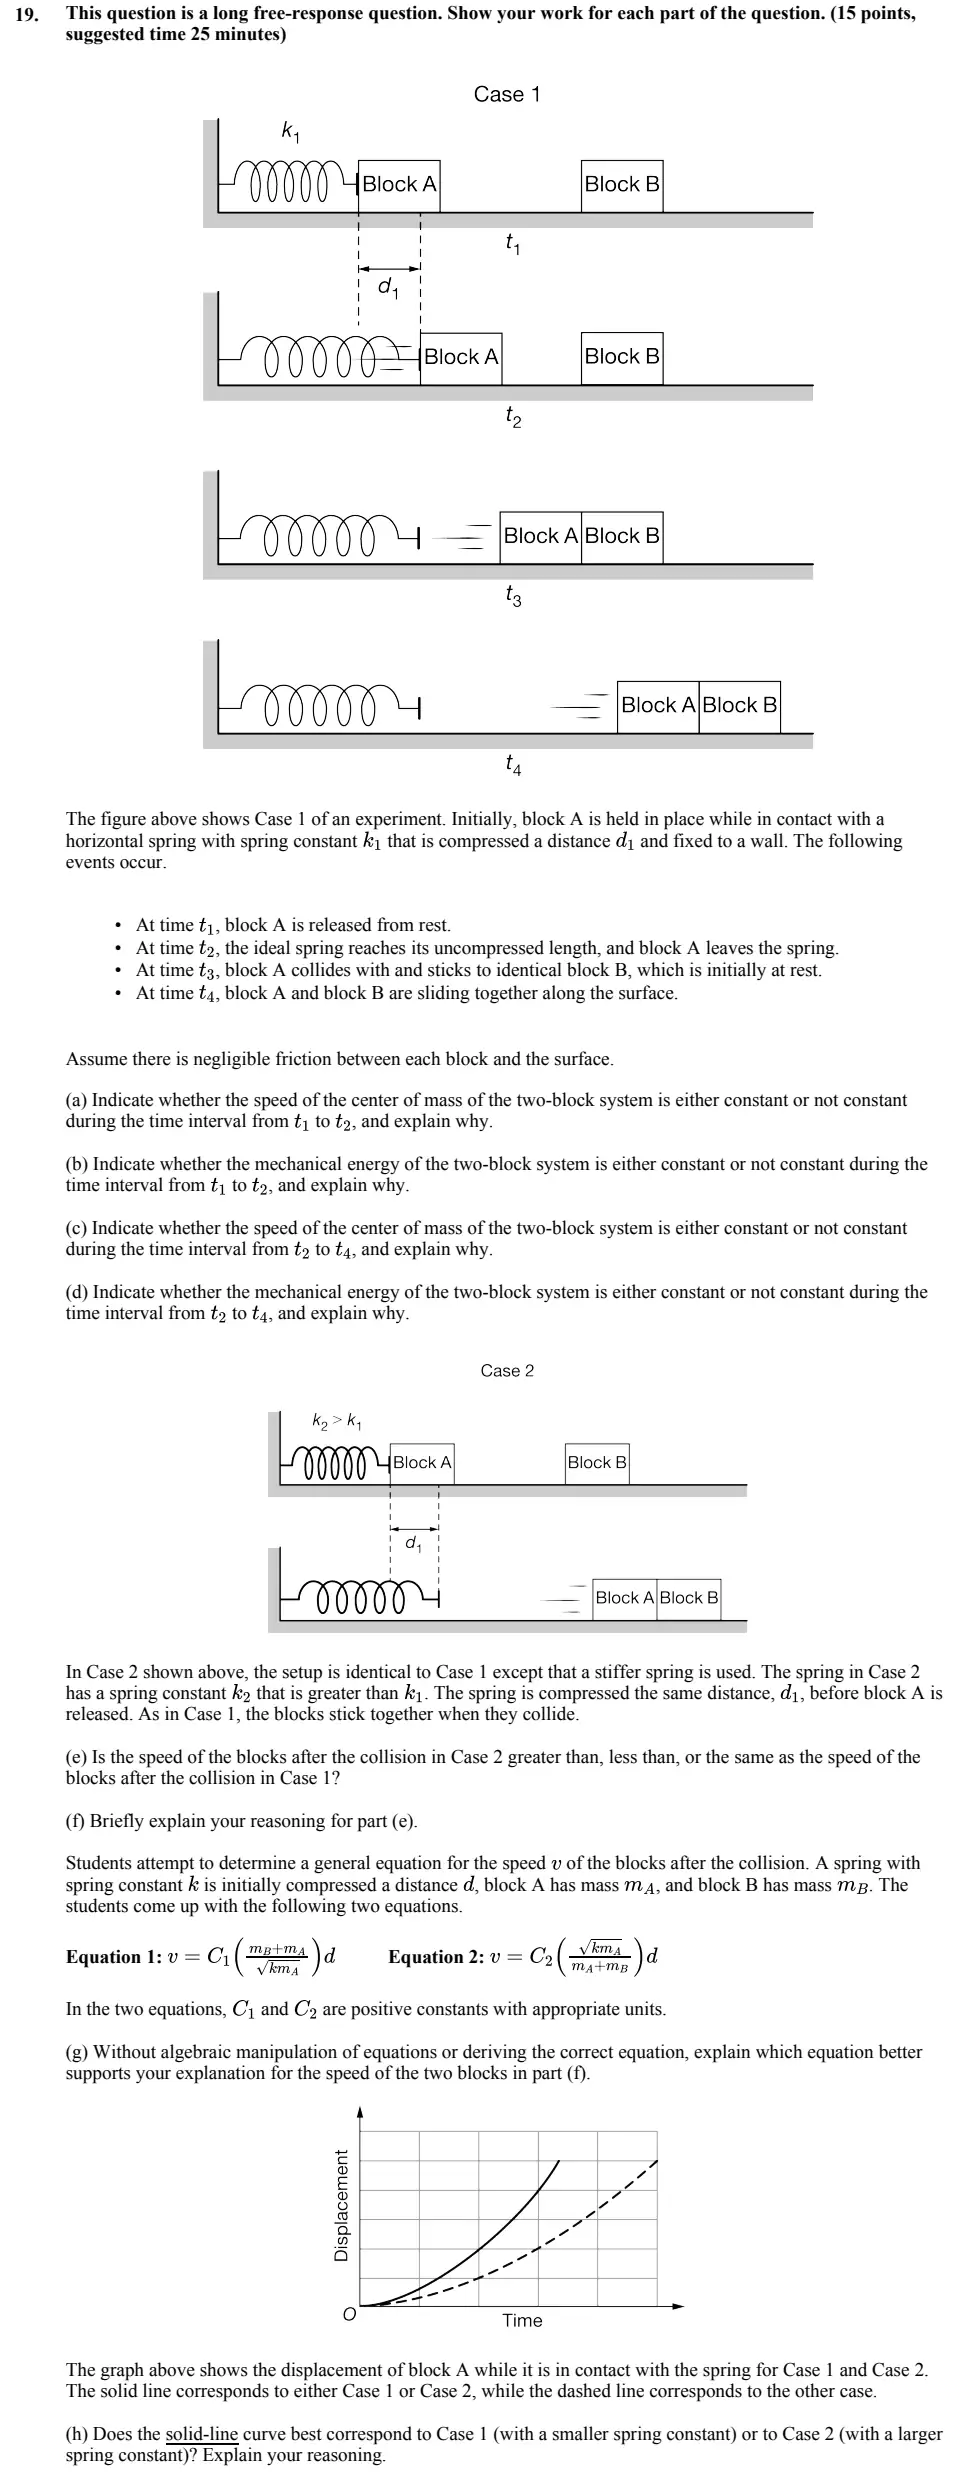 19. This question is a long free-response question. Show your work for each part of the question. (15 points,
suggested time 25 minutes)
Case 1
k₁
Block A Block B
t₁
d₁
Block A Block B
t₂
Block A Block B
t₃
Block A Block B
t₄
The figure above shows Case 1 of an experiment. Initially, block A is held in place while in contact with a
horizontal spring with spring constant k₁ that is compressed a distance d₁ and fixed to a wall. The following
events occur.
• At time t₁, block A is released from rest.
• At time t₂, the ideal spring reaches its uncompressed length, and block A leaves the spring.
• At time t₃, block A collides with and sticks to identical block B, which is initially at rest.
• At time t₄, block A and block B are sliding together along the surface.
Assume there is negligible friction between each block and the surface.
(a) Indicate whether the speed of the center of mass of the two-block system is either constant or not constant
during the time interval from t₁ to t₂, and explain why.
(b) Indicate whether the mechanical energy of the two-block system is either constant or not constant during the
time interval from t₁ to t₂, and explain why.
(c) Indicate whether the speed of the center of mass of the two-block system is either constant or not constant
during the time interval from t₂ to t₄, and explain why.
(d) Indicate whether the mechanical energy of the two-block system is either constant or not constant during the
time interval from t₂ to t₄, and explain why.
Case 2
k₂ > k₁
Block A Block B
d₁
Block A Block B
In Case 2 shown above, the setup is identical to Case 1 except that a stiffer spring is used. The spring in Case 2
has a spring constant k₂ that is greater than k₁. The spring is compressed the same distance, d₁, before block A is
released. As in Case 1, the blocks stick together when they collide.
(e) Is the speed of the blocks after the collision in Case 2 greater than, less than, or the same as the speed of the
blocks after the collision in Case 1?
(f) Briefly explain your reasoning for part (e).
Students attempt to determine a general equation for the speed v of the blocks after the collision. A spring with
spring constant k is initially compressed a distance d, block A has mass m_A, and block B has mass m_B. The
students come up with the following two equations.
Equation 1: v = C₁((m_B+m_A)/√(km_A))d Equation 2: v = C₂(√(km_A)/(m_A+m_B))d
In the two equations, C₁ and C₂ are positive constants with appropriate units.
(g) Without algebraic manipulation of equations or deriving the correct equation, explain which equation better
supports your explanation for the speed of the two blocks in part (f).
Displacement
O
Time
The graph above shows the displacement of block A while it is in contact with the spring for Case 1 and Case 2.
The solid line corresponds to either Case 1 or Case 2, while the dashed line corresponds to the other case.
(h) Does the solid-line curve best correspond to Case 1 (with a smaller spring constant) or to Case 2 (with a larger
spring constant)? Explain your reasoning.